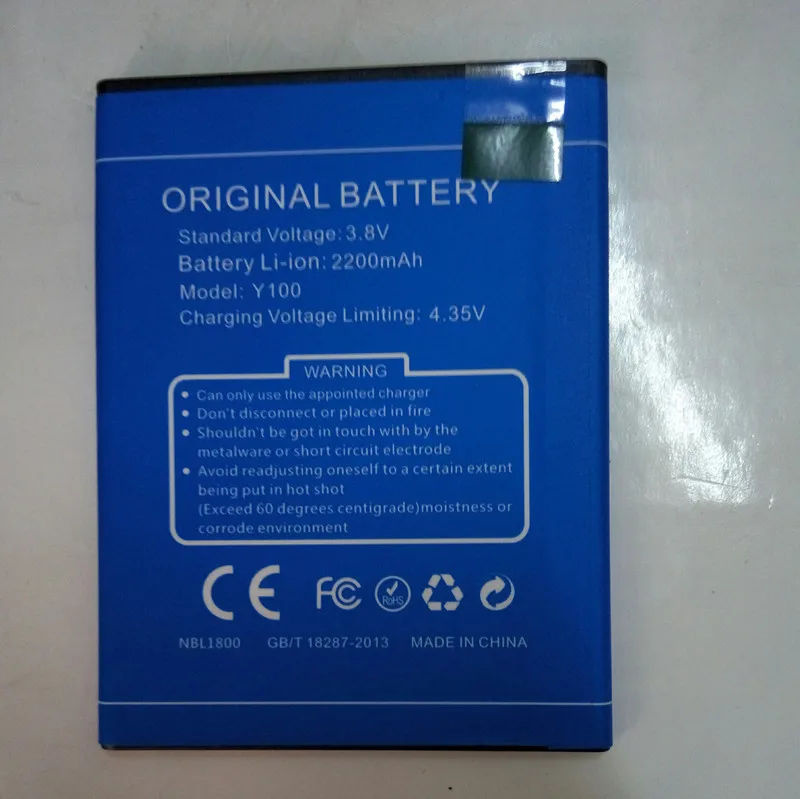 ORIGINAL BATTERY
Standard Voltage: 3.8V
Battery Li-ion: 2200mAh
Model: Y100
Charging Voltage Limiting: 4.35V
WARNING
• Can only use the appointed charger
• Don't disconnect or placed in fire
• Shouldn't be got in touch with by the
metalware or short circuit electrode
• Avoid readjusting oneself to a certain extent
being put in hot shot
(Exceed 60 degrees centigrade)moistness or
corrode environment
CE FC RoHS
NBL1800 GB/T 18287-2013 MADE IN CHINA